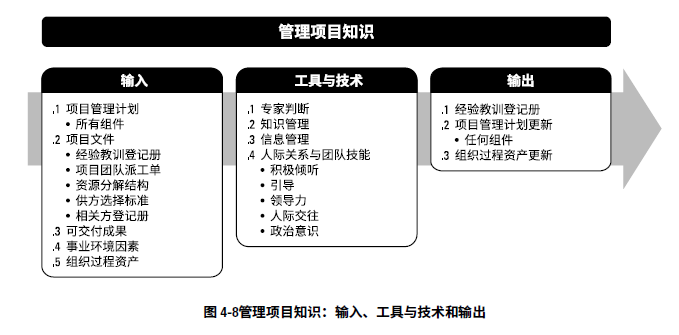 管理项目知识
输入
.1 项目管理计划
• 所有组件
.2 项目文件
• 经验教训登记册
• 项目团队派工单
• 资源分解结构
• 供方选择标准
• 相关方登记册
.3 可交付成果
.4 事业环境因素
.5 组织过程资产
工具与技术
.1 专家判断
.2 知识管理
.3 信息管理
.4 人际关系与团队技能
• 积极倾听
• 引导
• 领导力
• 人际交往
• 政治意识
输出
.1 经验教训登记册
.2 项目管理计划更新
• 任何组件
.3 组织过程资产更新
图 4-8管理项目知识：输入、工具与技术和输出